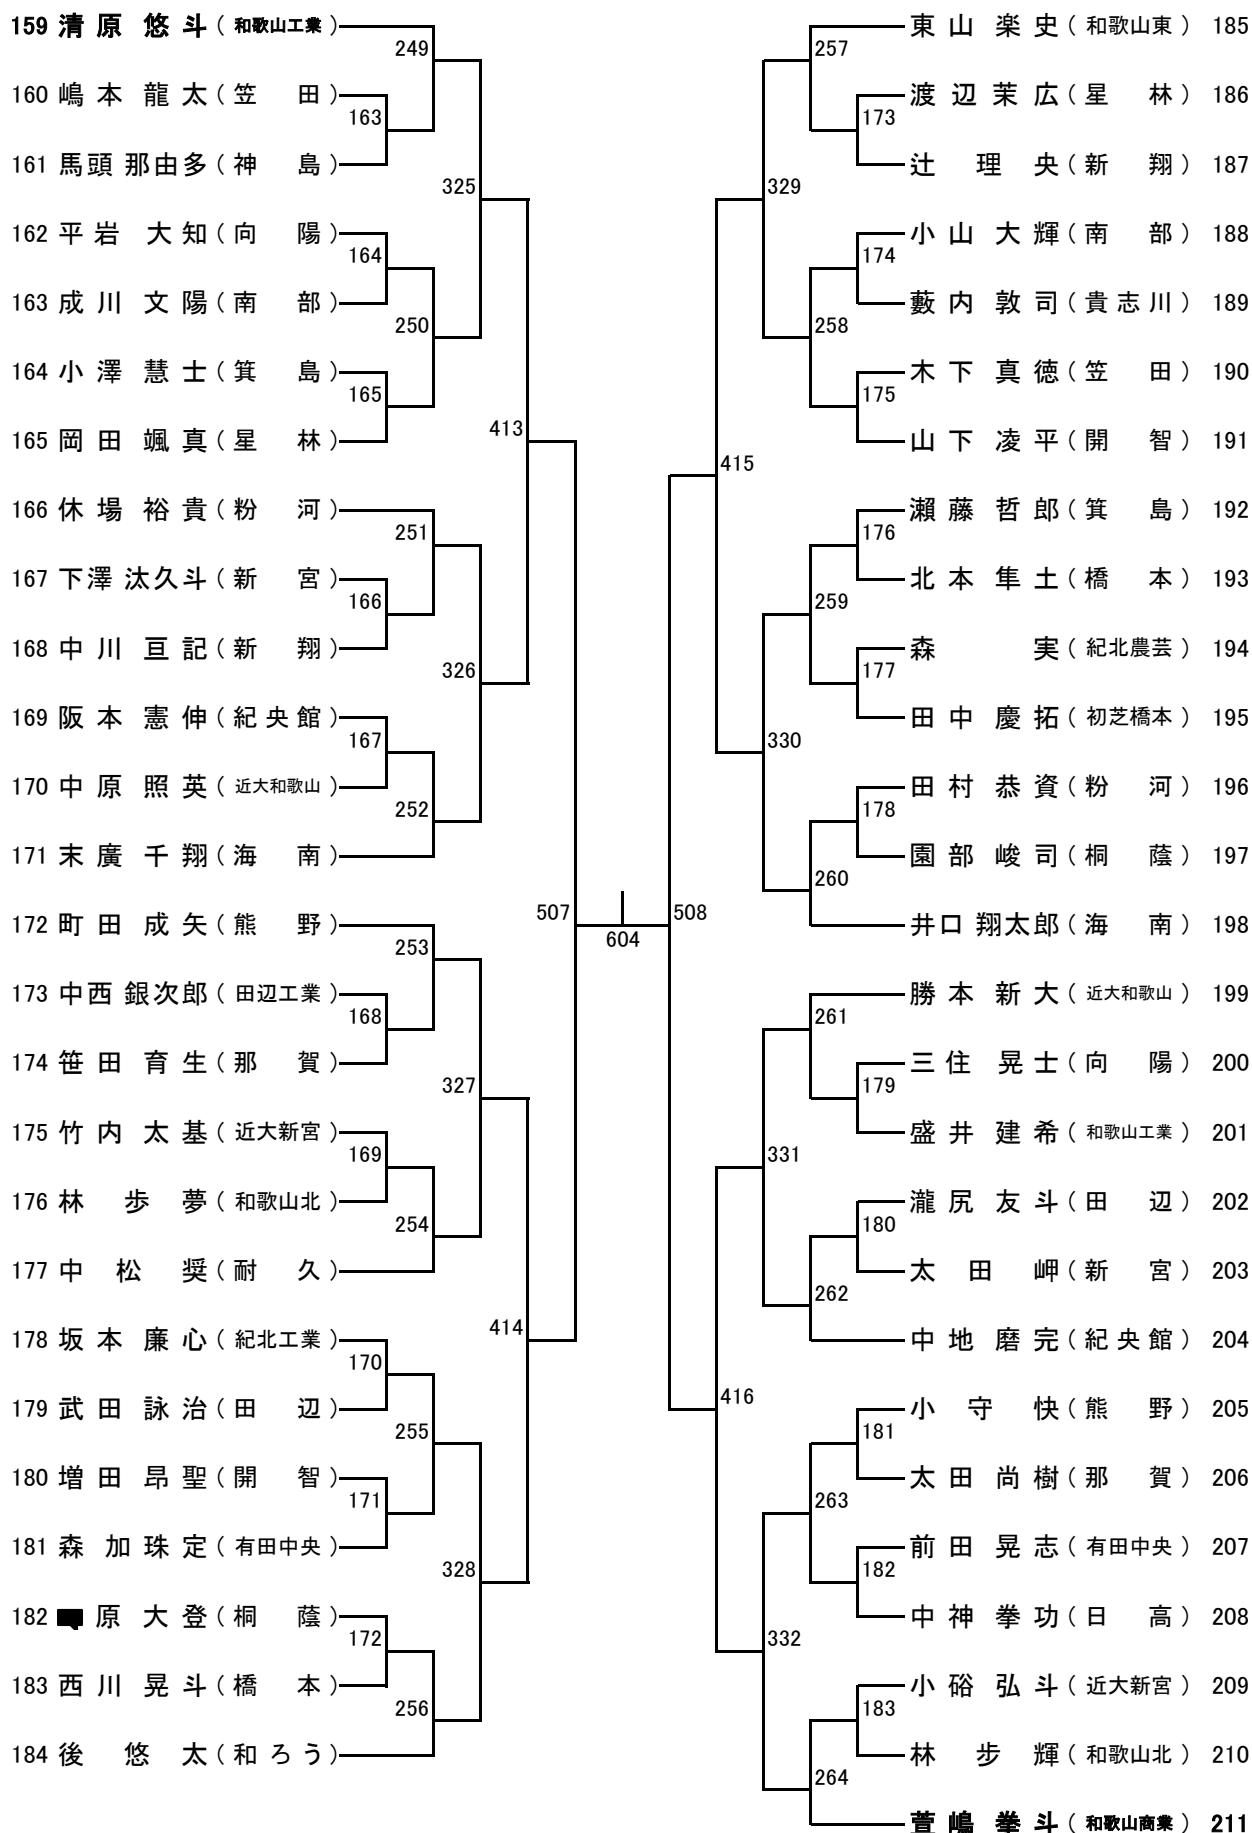 159 清原 悠斗(和歌山工業)
249
160 嶋本 龍太(笠田)
163
161 馬頭 那由多(神島)
325
162 平岩 大知(向陽)
164
163 成川 文陽(南部)
250
164 小澤 慧士(箕島)
165
165 岡田 颯真(星林)
413
166 休場 裕貴(粉河)
251
167 下澤 汰久斗(新宮)
166
168 中川 亘記(新翔)
326
169 阪本 憲伸(紀央館)
167
170 中原 照英(近大和歌山)
252
171 末廣 千翔(海南)
507
172 町田 成矢(熊野)
253
173 中西 銀次郎(田辺工業)
168
174 笹田 育生(那賀)
327
175 竹内 太基(近大新宮)
169
176 林 歩夢(和歌山北)
254
177 中松 奨(耐久)
414
178 坂本 廉心(紀北工業)
170
179 武田 詠治(田辺)
255
180 増田 昂聖(開智)
171
181 森 加珠定(有田中央)
328
182 原 大登(桐蔭)
172
183 西川 晃斗(橋本)
256
184 後 悠太(和ろう)
604
東山 楽史(和歌山東) 185
257
渡辺 茉広(星林) 186
173
辻 理央(新翔) 187
329
小山 大輝(南部) 188
174
藪内 敦司(貴志川) 189
258
木下 真徳(笠田) 190
175
山下 凌平(開智) 191
415
瀨藤 哲郎(箕島) 192
176
北本 隼土(橋本) 193
259
森 実(紀北農芸) 194
177
田中 慶拓(初芝橋本) 195
330
田村 恭資(粉河) 196
178
園部 峻司(桐蔭) 197
260
508
井口 翔太郎(海南) 198
勝本 新大(近大和歌山) 199
261
三住 晃士(向陽) 200
179
盛井 建希(和歌山工業) 201
331
瀧尻 友斗(田辺) 202
180
太田 岬(新宮) 203
262
中地 磨完(紀央館) 204
416
小守 快(熊野) 205
181
太田 尚樹(那賀) 206
263
前田 晃志(有田中央) 207
182
中神 拳功(日高) 208
332
小硲 弘斗(近大新宮) 209
183
林 歩輝(和歌山北) 210
264
萱嶋 拳斗(和歌山商業) 211